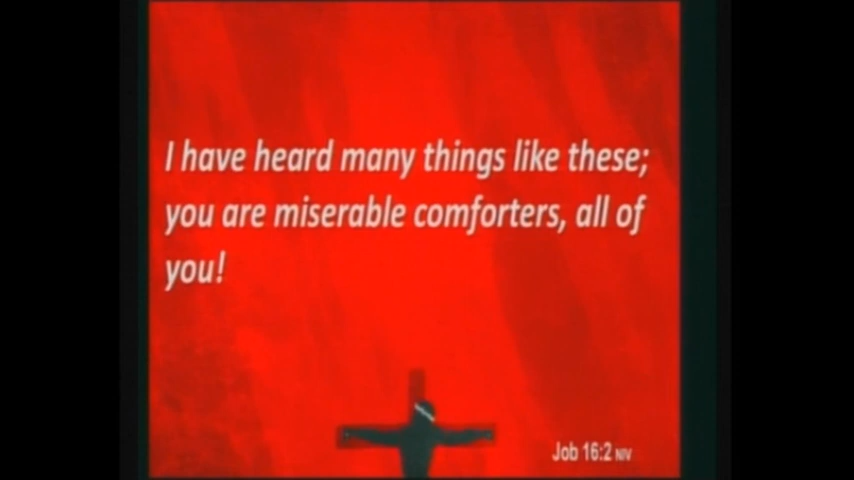 I have heard many things like these;
you are miserable comforters, all of
you!
Job 16:2 NIV